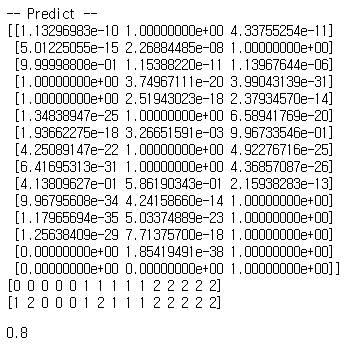 -- Predict --
[[1.13296983e-10 1.00000000e+00 4.33755254e-11]
[5.01225055e-15 2.26884485e-08 1.00000000e+00]
[9.99999808e-01 1.15388220e-11 1.13967644e-06]
[1.00000000e+00 3.74967111e-20 3.99043139e-31]
[1.00000000e+00 2.51943023e-18 2.37934570e-14]
[1.34838947e-25 1.00000000e+00 6.58941769e-20]
[1.93662275e-18 3.26651591e-03 9.96733546e-01]
[4.25089147e-22 1.00000000e+00 4.92276716e-25]
[6.41695313e-31 1.00000000e+00 4.36857087e-26]
[4.13809627e-01 5.86190343e-01 2.15938283e-13]
[9.96795608e-34 4.24158660e-14 1.00000000e+00]
[1.17965694e-35 5.03374889e-23 1.00000000e+00]
[1.25638409e-29 7.71375700e-18 1.00000000e+00]
[0.00000000e+00 1.85419491e-38 1.00000000e+00]
[0.00000000e+00 0.00000000e+00 1.00000000e+00]]
[0 0 0 0 0 1 1 1 1 1 2 2 2 2 2]
[1 2 0 0 0 1 2 1 1 1 2 2 2 2 2]
0.8